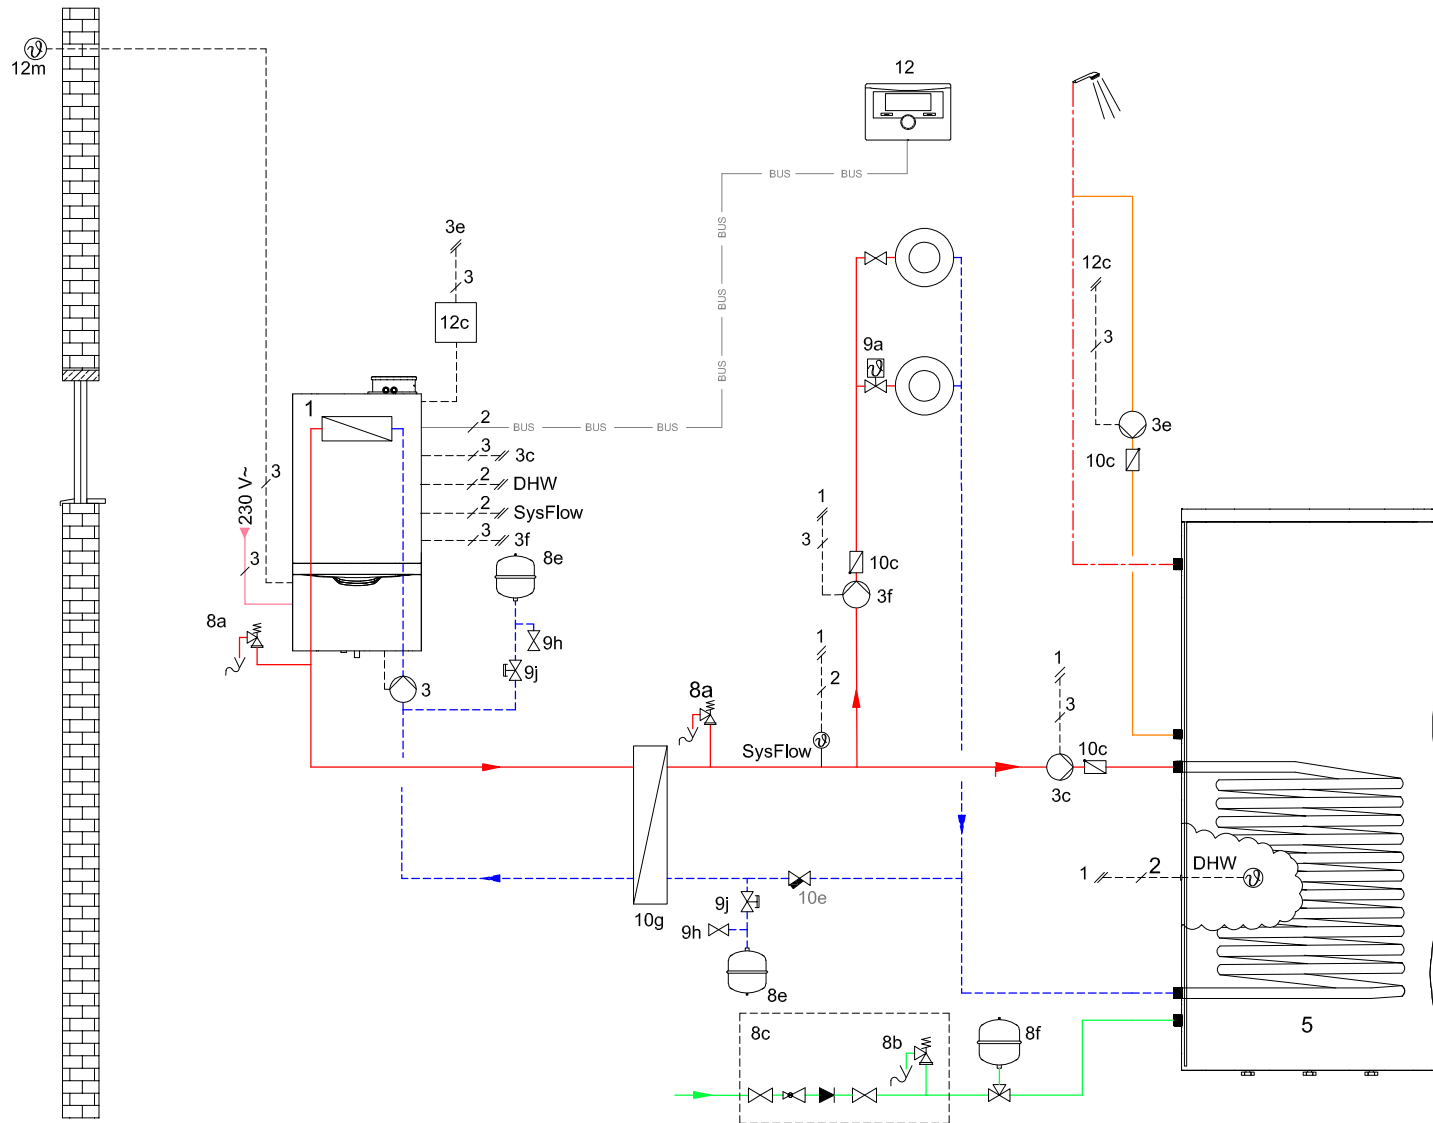 12
12m
BUS BUS
BUS
3e
3
12c
12c
BUS
3
9a
BUS
1
2 BUS BUS BUS
3e
3 3c
10c
3
230 V~
2 DHW
1
2 SysFlow
3
3 3f
3
8e
10c
3f
8a
9h
1
1
9j
3
2
8a
3
SysFlow
10c
3c
DHW
1 2
10e
9j
10g
9h
8e
5
8c
8b
8f